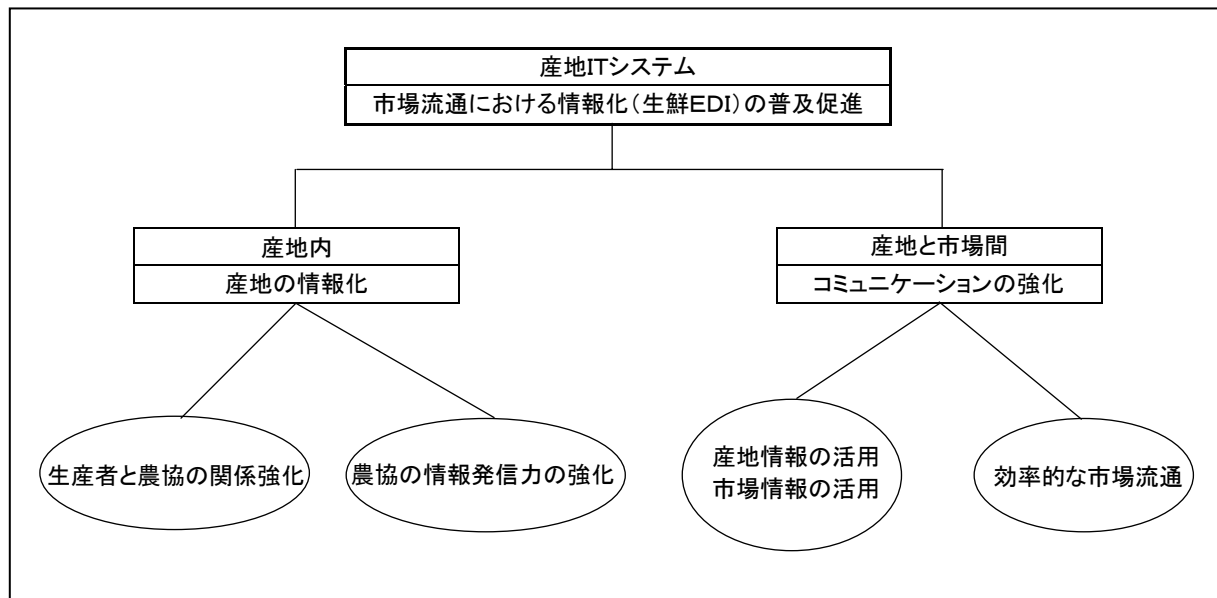 産地ITシステム
市場流通における情報化（生鮮EDI）の普及促進
産地内
産地の情報化
産地と市場間
コミュニケーションの強化
生産者と農協の関係強化
農協の情報発信力の強化
産地情報の活用
市場情報の活用
効率的な市場流通